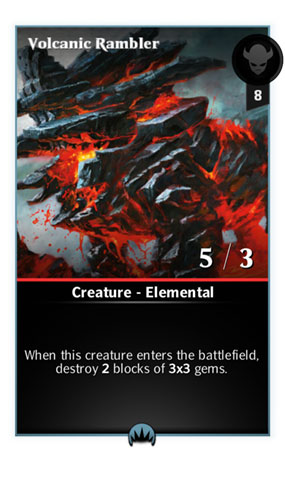 Volcanic Rambler
8
5 / 3
Creature - Elemental
When this creature enters the battlefield,
destroy 2 blocks of 3x3 gems.